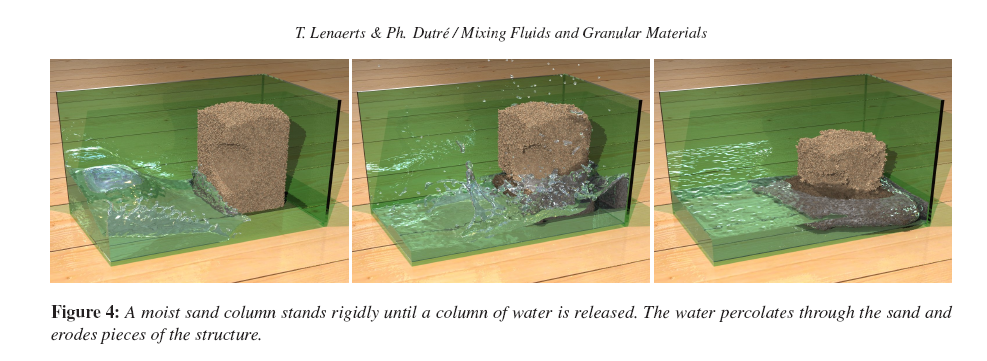 T. Lenaerts & Ph. Dutré / Mixing Fluids and Granular Materials
Figure 4: A moist sand column stands rigidly until a column of water is released. The water percolates through the sand and
erodes pieces of the structure.